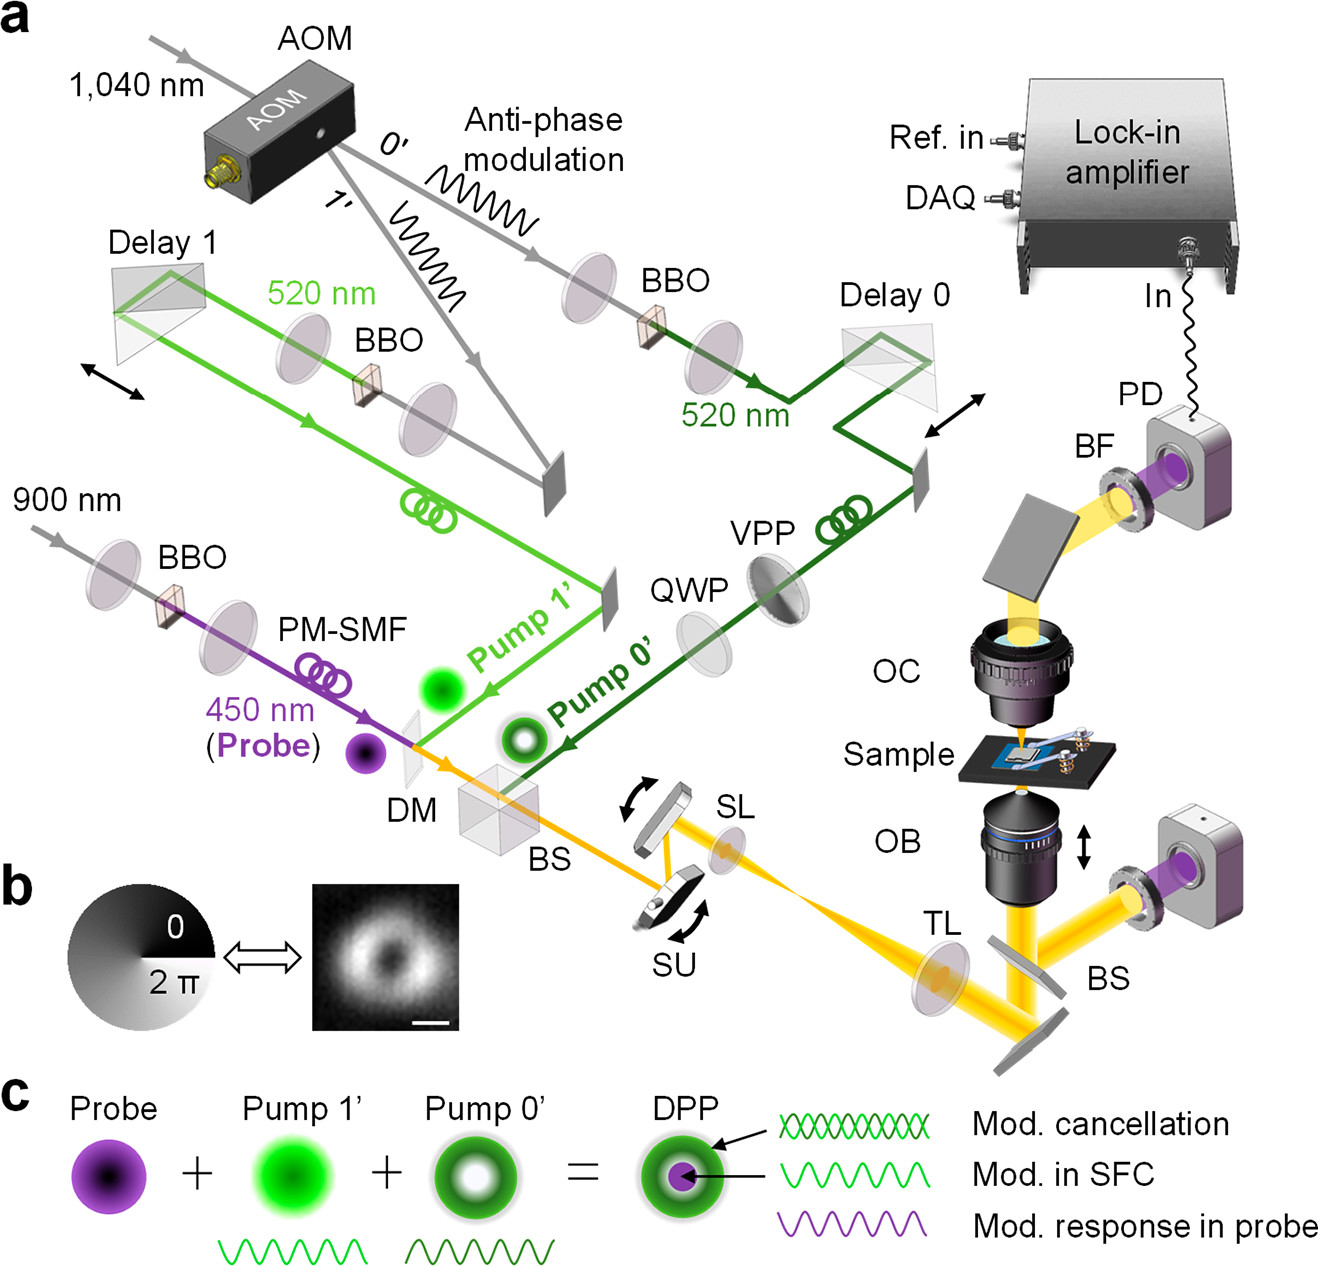 a
AOM
1,040 nm
AOM
0'
1'
Anti-phase
modulation
Lock-in
amplifier
Ref. in
DAQ
In
Delay 1
520 nm
BBO
BBO
Delay 0
520 nm
PD
BF
900 nm
BBO
PM-SMF
450 nm
(Probe)
Pump 1’
Pump 0’
VPP
QWP
OC
Sample
OB
DM
BS
SL
SU
TL
BS
b
0
2 π
c
Probe
Pump 1’
Pump 0’
DPP
+
+
=
Mod. cancellation
Mod. in SFC
Mod. response in probe